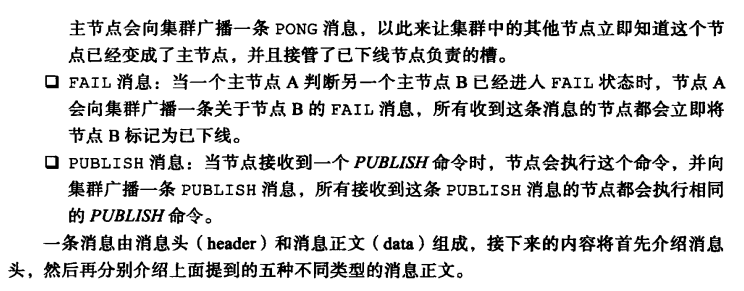 主节点会向集群广播一条 PONG 消息，以此来让集群中的其他节点立即知道这个节
点已经变成了主节点，并且接管了已下线节点负责的槽。
❑ FAIL 消息：当一个主节点 A 判断另一个主节点 B 已经进入 FAIL 状态时，节点 A
会向集群广播一条关于节点 B 的 FAIL 消息，所有收到这条消息的节点都会立即将
节点 B 标记为已下线。
❑ PUBLISH 消息：当节点接收到一个 PUBLISH 命令时，节点会执行这个命令，并向
集群广播一条 PUBLISH 消息，所有接收到这条 PUBLISH 消息的节点都会执行相同
的 PUBLISH 命令。
一条消息由消息头（header）和消息正文（data）组成，接下来的内容将首先介绍消息
头，然后再分别介绍上面提到的五种不同类型的消息正文。